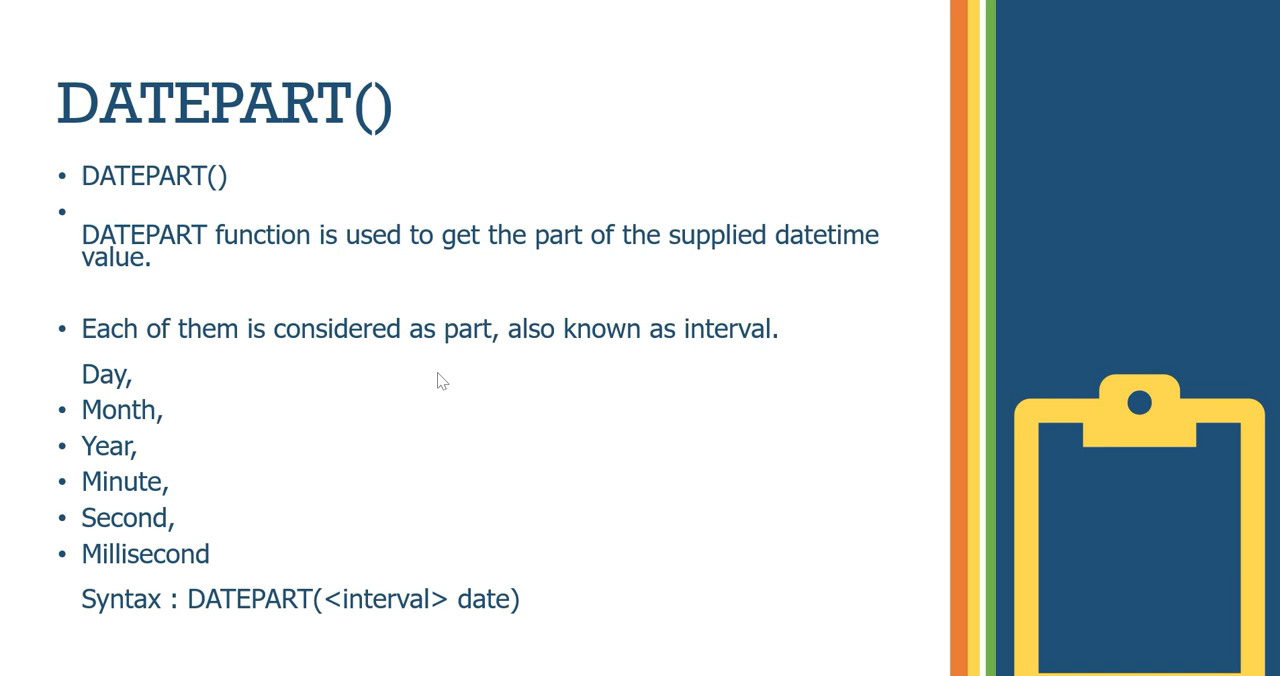 DATEPART()
• DATEPART()
•
DATEPART function is used to get the part of the supplied datetime
value.
• Each of them is considered as part, also known as interval.
Day,
• Month,
• Year,
• Minute,
• Second,
• Millisecond
Syntax : DATEPART(<interval> date)